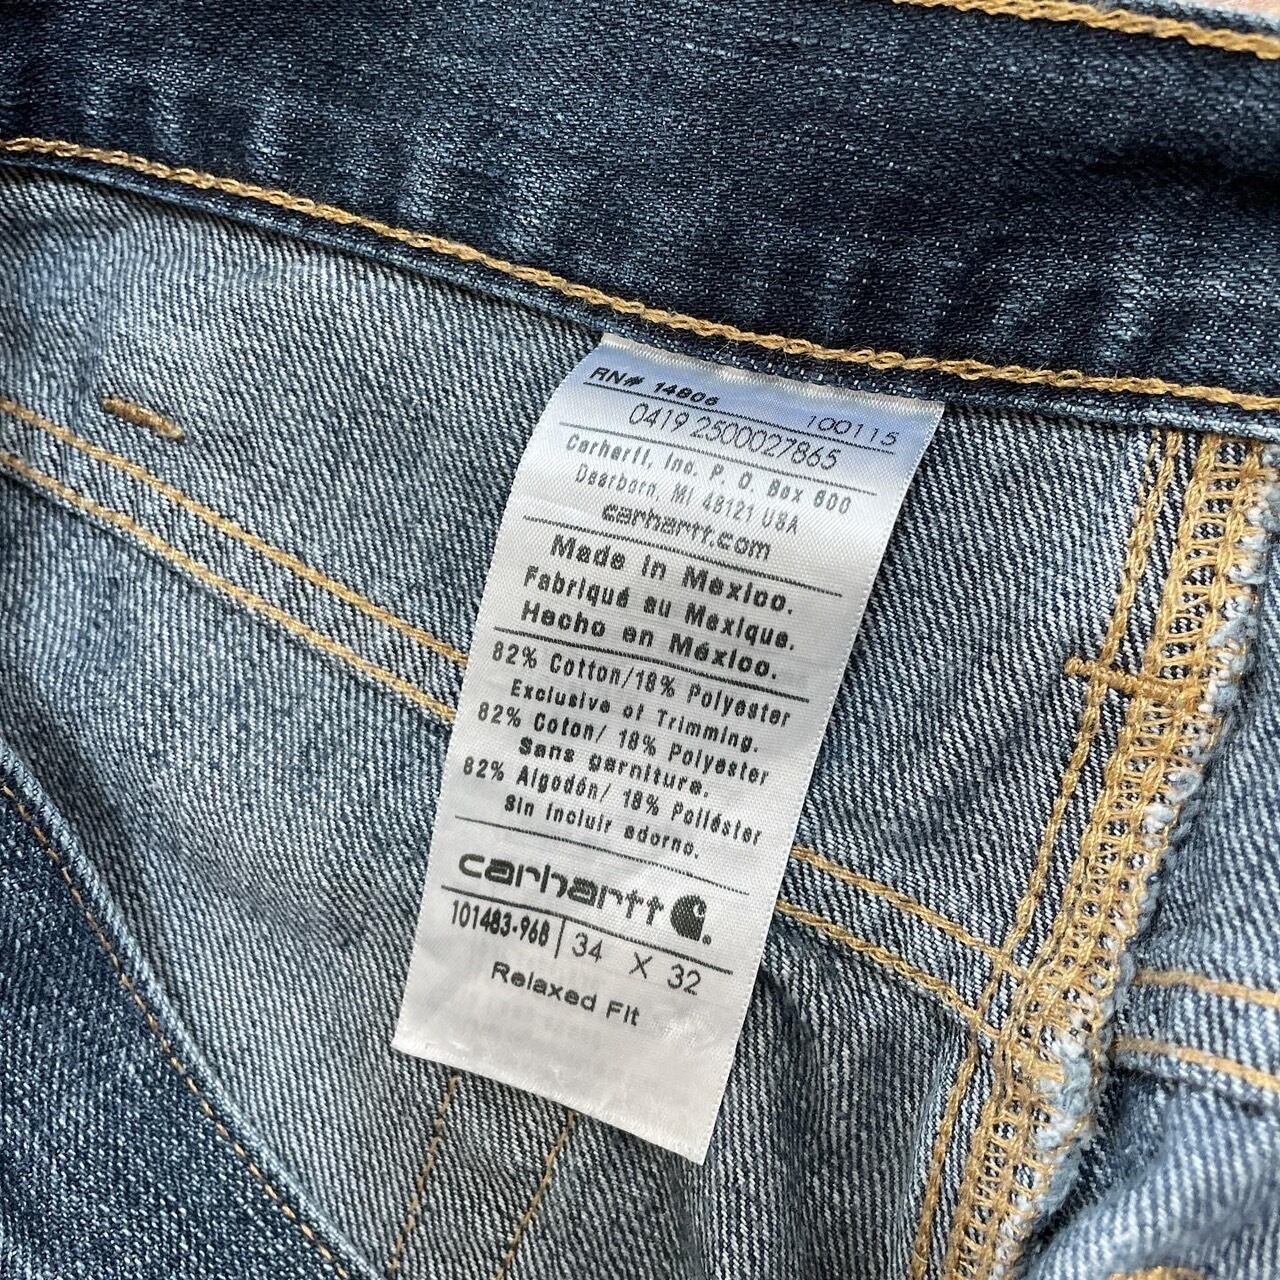 RN# 14806
100115
0419 2500027865
Carhartt, Inc. P. O. Box 600
Dearborn, MI 48121 USA
carhartt.com
Made in Mexico.
Fabriqué au Mexique.
Hecho en México.
82% Cotton/18% Polyester
Exclusive of Trimming.
82% Coton/ 18% Polyester
Sans garniture.
82% Algodón/ 18% Poliéster
sin incluir adorno.
carhartt
101483-966 | 34 X 32
Relaxed Fit